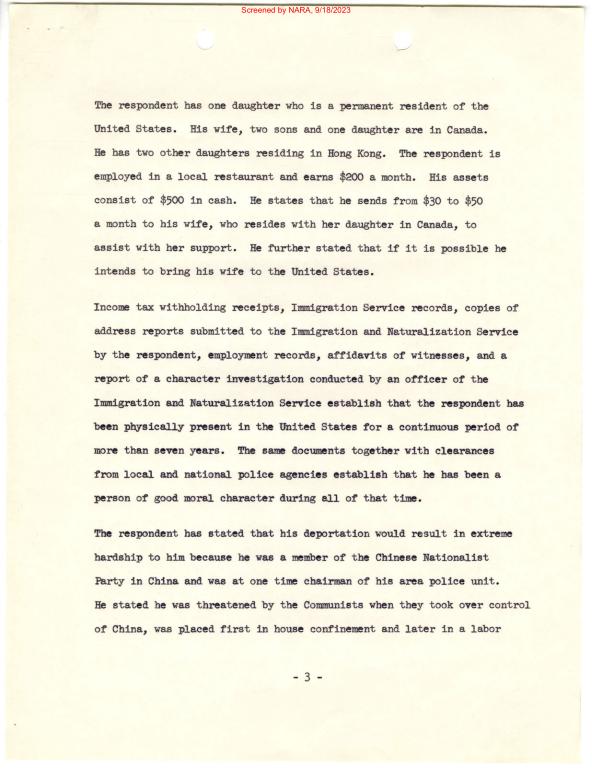 Screened by NARA, 9/18/2023
The respondent has one daughter who is a permanent resident of the
United States. His wife, two sons and one daughter are in Canada.
He has two other daughters residing in Hong Kong. The respondent is
employed in a local restaurant and earns $200 a month. His assets
consist of $500 in cash. He states that he sends from $30 to $50
a month to his wife, who resides with her daughter in Canada, to
assist with her support. He further stated that if it is possible he
intends to bring his wife to the United States.
Income tax withholding receipts, Immigration Service records, copies of
address reports submitted to the Immigration and Naturalization Service
by the respondent, employment records, affidavits of witnesses, and a
report of a character investigation conducted by an officer of the
Immigration and Naturalization Service establish that the respondent has
been physically present in the United States for a continuous period of
more than seven years. The same documents together with clearances
from local and national police agencies establish that he has been a
person of good moral character during all of that time.
The respondent has stated that his deportation would result in extreme
hardship to him because he was a member of the Chinese Nationalist
Party in China and was at one time chairman of his area police unit.
He stated he was threatened by the Communists when they took over control
of China, was placed first in house confinement and later in a labor
- 3 -